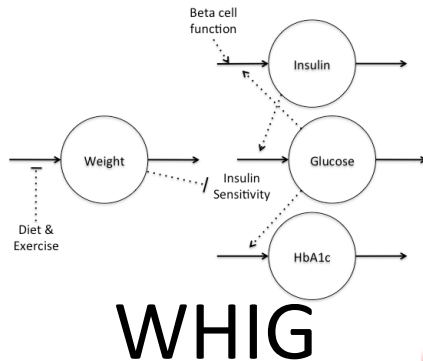 Beta cell
function
Insulin
Weight
Glucose
Insulin
Sensitivity
Diet &
Exercise
HbA1c
WHIG